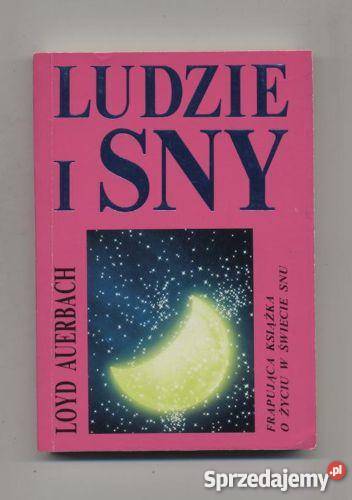 LUDZIE
I SNY
LOYD AUERBACH
FRAPUJĄCA KSIĄŻKA
O ŻYCIU W ŚWIECIE SNU
Sprzedajemy.pl